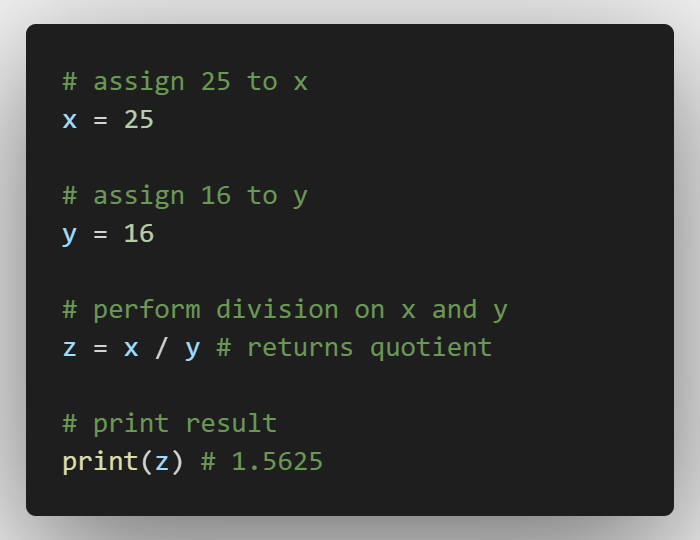 # assign 25 to x
x = 25
# assign 16 to y
y = 16
# perform division on x and y
z = x / y # returns quotient
# print result
print(z) # 1.5625